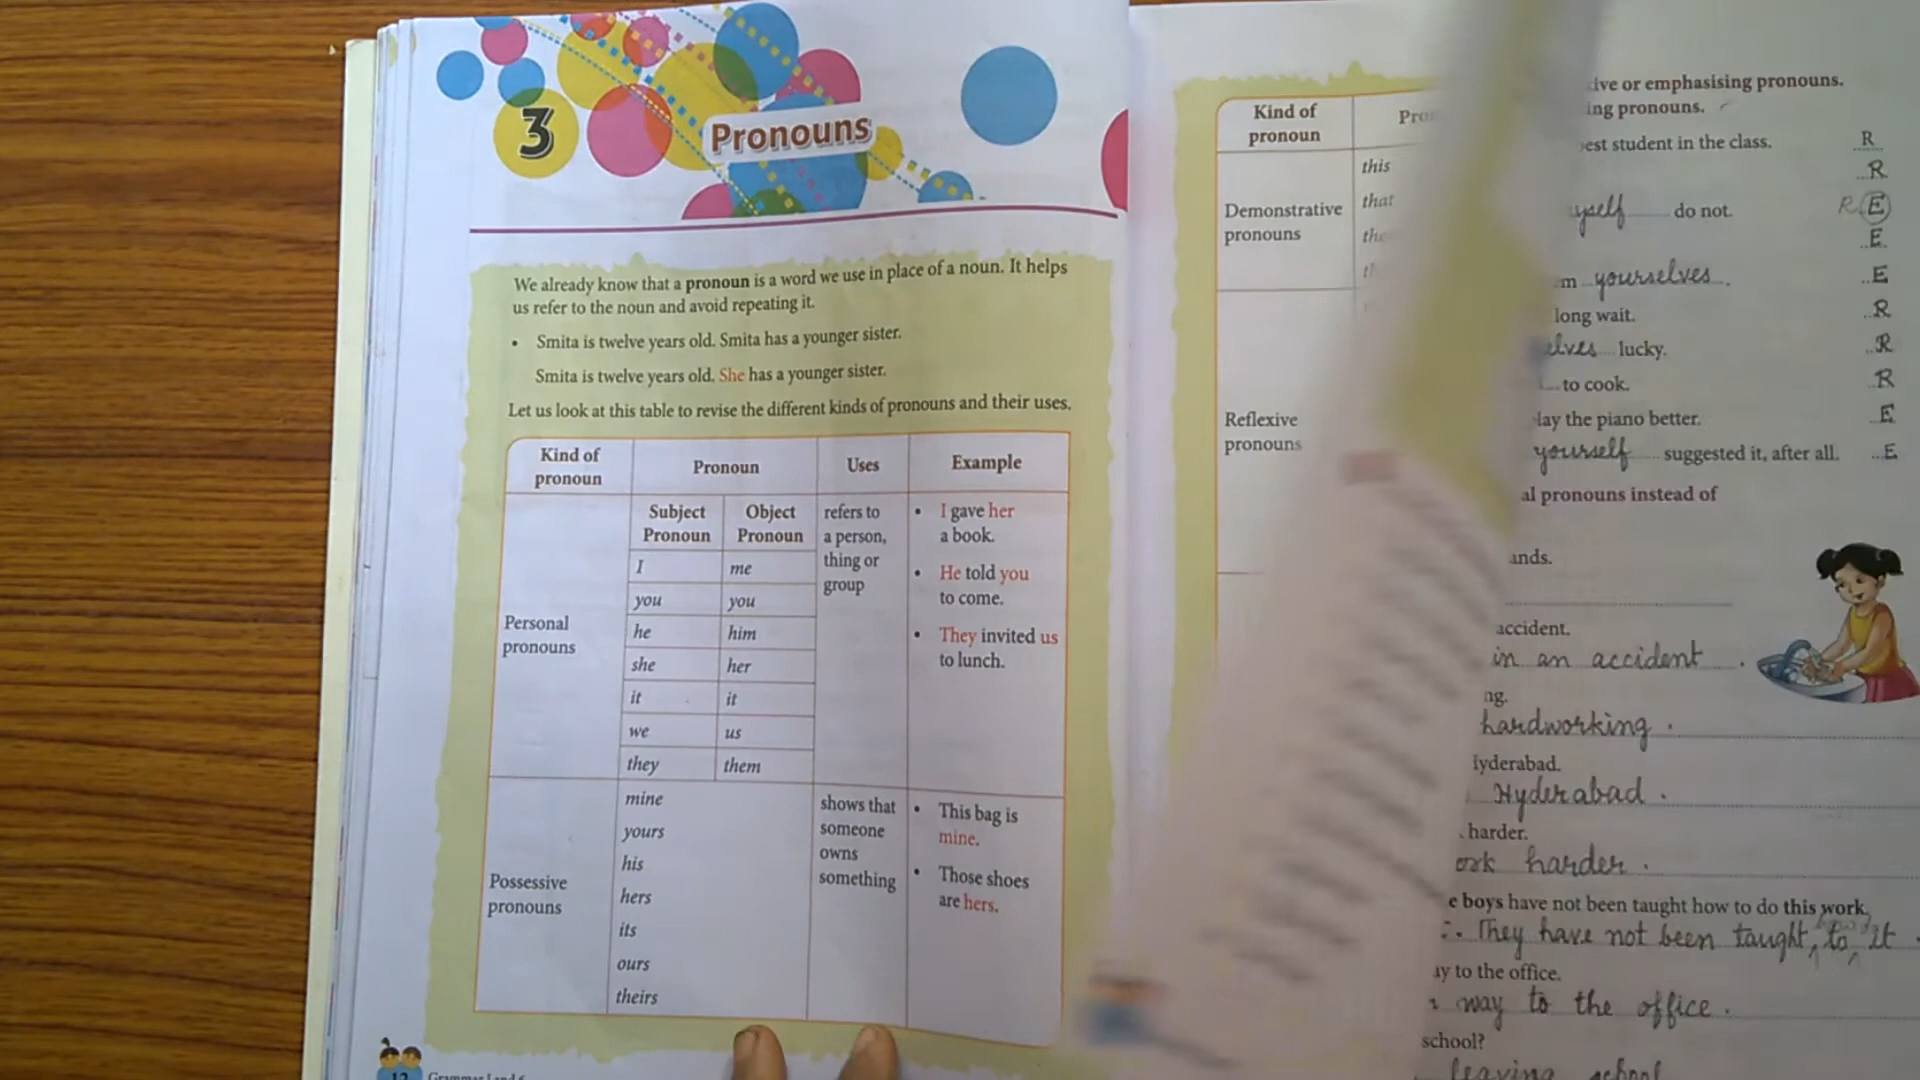 3
Pronouns
We already know that a pronoun is a word we use in place of a noun. It helps
us refer to the noun and avoid repeating it.
• Smita is twelve years old. Smita has a younger sister.
Smita is twelve years old. She has a younger sister.
Let us look at this table to revise the different kinds of pronouns and their uses.
Kind of
pronoun
Pronoun
Uses
Example
Personal
pronouns
Subject
Pronoun
Object
Pronoun
I me
you you
he him
she her
it it
we us
they them
refers to
a person,
thing or
group
• I gave her
a book.
• He told you
to come.
• They invited us
to lunch.
Possessive
pronouns
mine
yours
his
hers
its
ours
theirs
shows that
someone
owns
something
• This bag is
mine.
• Those shoes
are hers.
12
Kind of
pronoun
Demonstrative
pronouns
this
that
Reflexive
pronouns
or emphasising pronouns.
pronouns.
student in the class. R
R
do not. R E
E
yourselves. E
long wait. R
lucky. R
to cook. R
the piano better. E
yourself suggested it, after all. E
pronouns instead of
accident.
in an accident.
hardworking.
Hyderabad.
harder.
harder.
boys have not been taught how to do this work.
They have not been taught, to it
to the office.
way to the office.
school?
leaving school